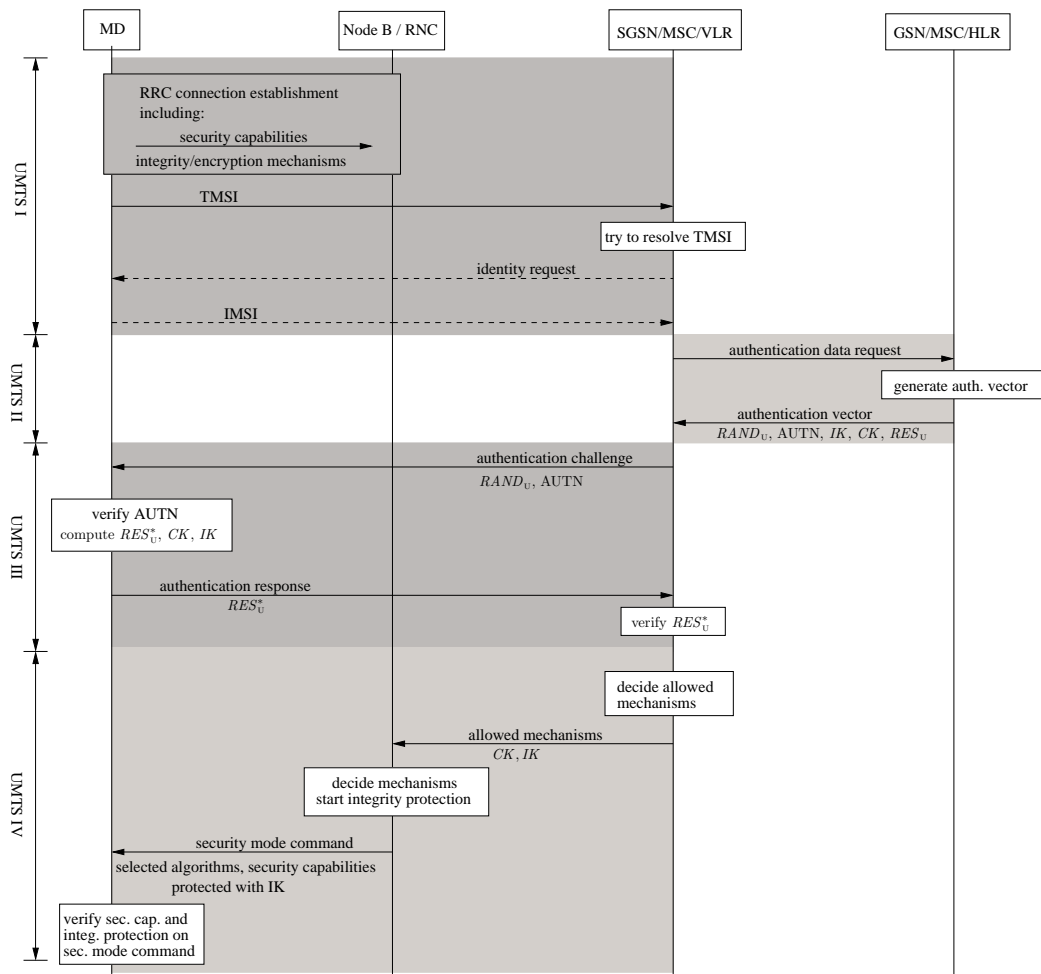 MD
Node B / RNC
SGSN/MSC/VLR
GSN/MSC/HLR
UMTS I
RRC connection establishment
including:
security capabilities
integrity/encryption mechanisms
TMSI
try to resolve TMSI
identity request
IMSI
UMTS II
authentication data request
generate auth. vector
authentication vector
RAND_U, AUTN, IK, CK, RES_U
UMTS III
authentication challenge
RAND_U, AUTN
verify AUTN
compute RES*_U, CK, IK
authentication response
RES*_U
verify RES*_U
UMTS IV
decide allowed
mechanisms
allowed mechanisms
CK, IK
decide mechanisms
start integrity protection
security mode command
selected algorithms, security capabilities
protected with IK
verify sec. cap. and
integ. protection on
sec. mode command